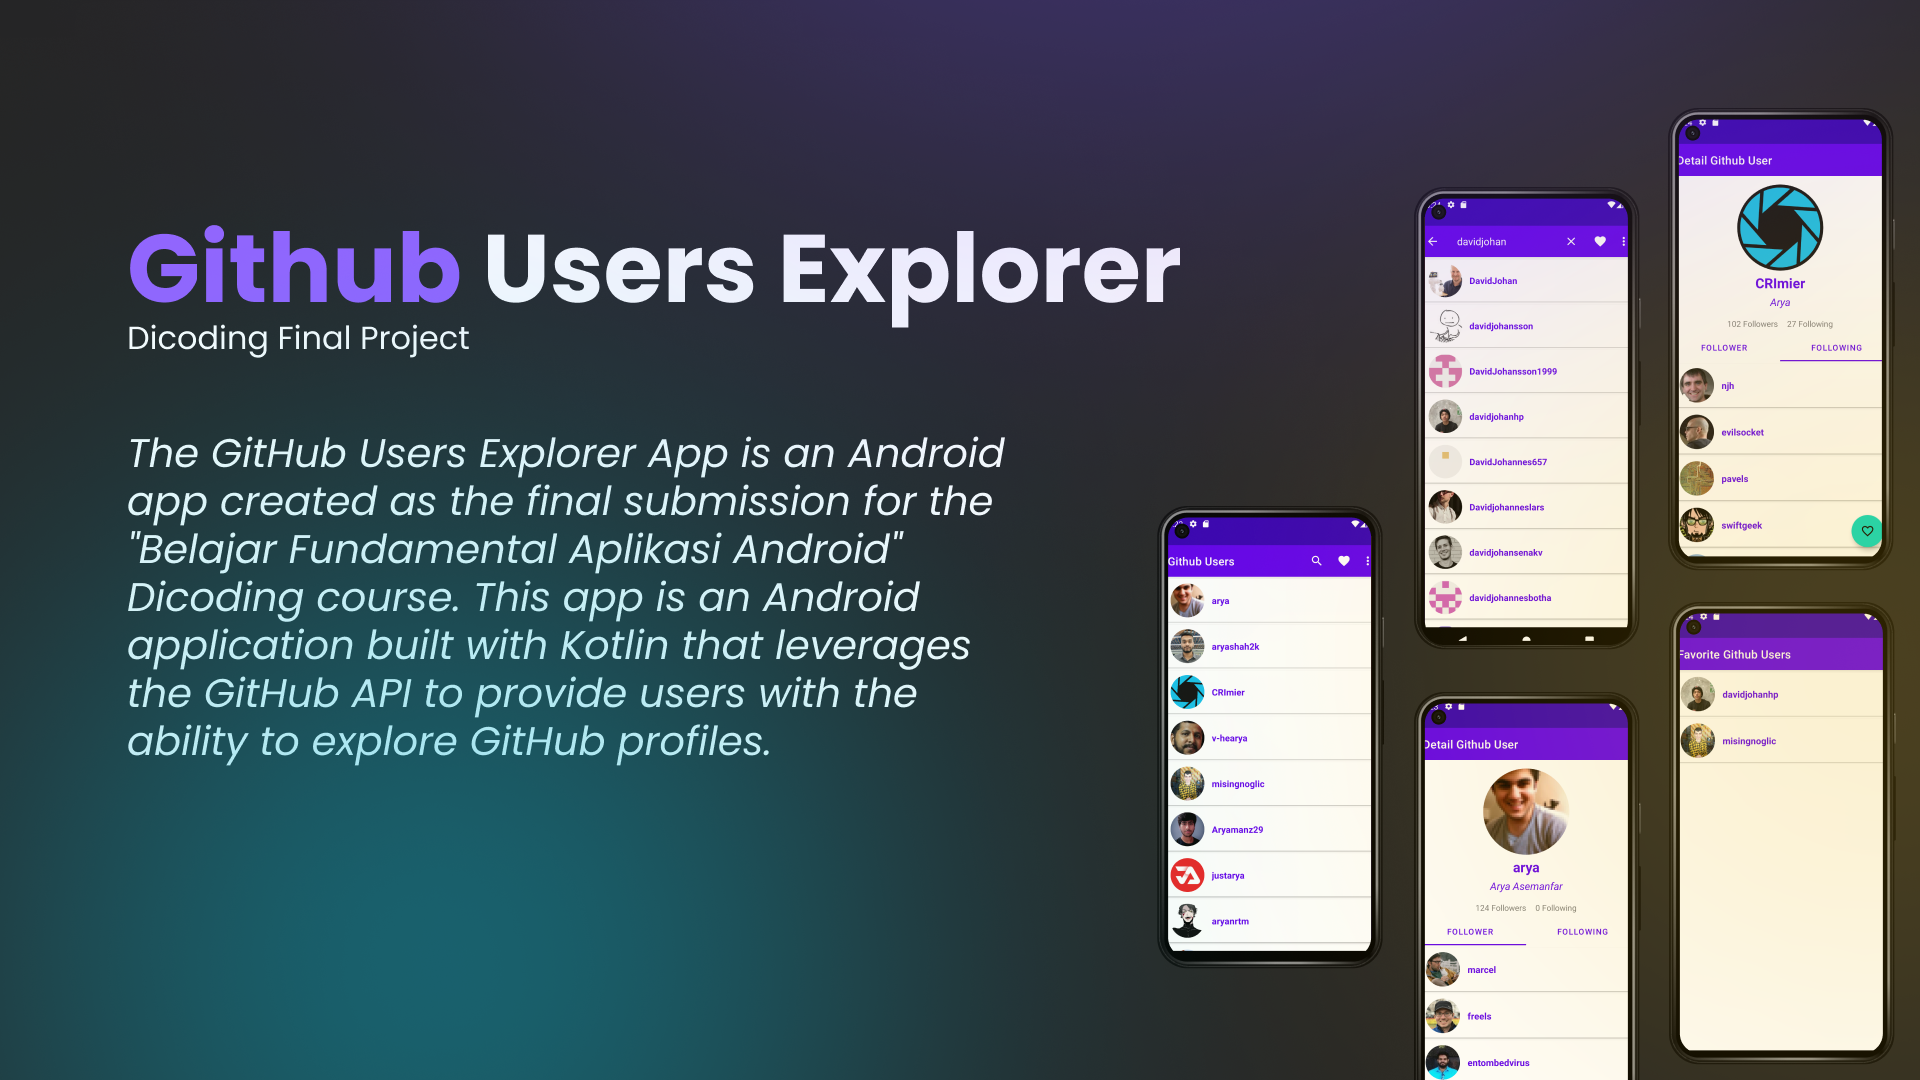 Github Users Explorer
Dicoding Final Project
The GitHub Users Explorer App is an Android
app created as the final submission for the
"Belajar Fundamental Aplikasi Android"
Dicoding course. This app is an Android
application built with Kotlin that leverages
the GitHub API to provide users with the
ability to explore GitHub profiles.
Github Users
arya
aryashah2k
CRImier
v-hearya
misingnoglic
Aryamanz29
justarya
aryanrtm
davidjohan
DavidJohan
davidjohansson
DavidJohansson1999
davidjohanhp
DavidJohannes657
Davidjohanneslars
davidjohansenakv
davidjohannesbotha
Detail Github User
arya
Arya Asemanfar
124 Followers 0 Following
FOLLOWER FOLLOWING
marcel
freels
entombedvirus
Detail Github User
CRImier
Arya
102 Followers 27 Following
FOLLOWER FOLLOWING
njh
evilsocket
pavels
swiftgeek
Favorite Github Users
davidjohanhp
misingnoglic